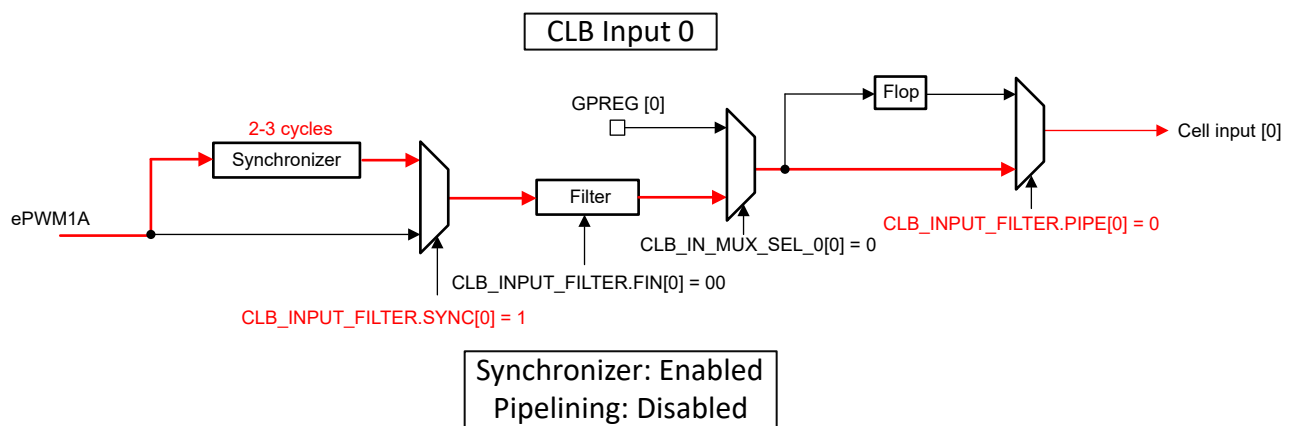 CLB Input 0
GPREG [0]
Flop
Cell input [0]
2-3 cycles
Synchronizer
Filter
ePWM1A
CLB_INPUT_FILTER.PIPE[0] = 0
CLB_IN_MUX_SEL_0[0] = 0
CLB_INPUT_FILTER.FIN[0] = 00
CLB_INPUT_FILTER.SYNC[0] = 1
Synchronizer: Enabled
Pipelining: Disabled